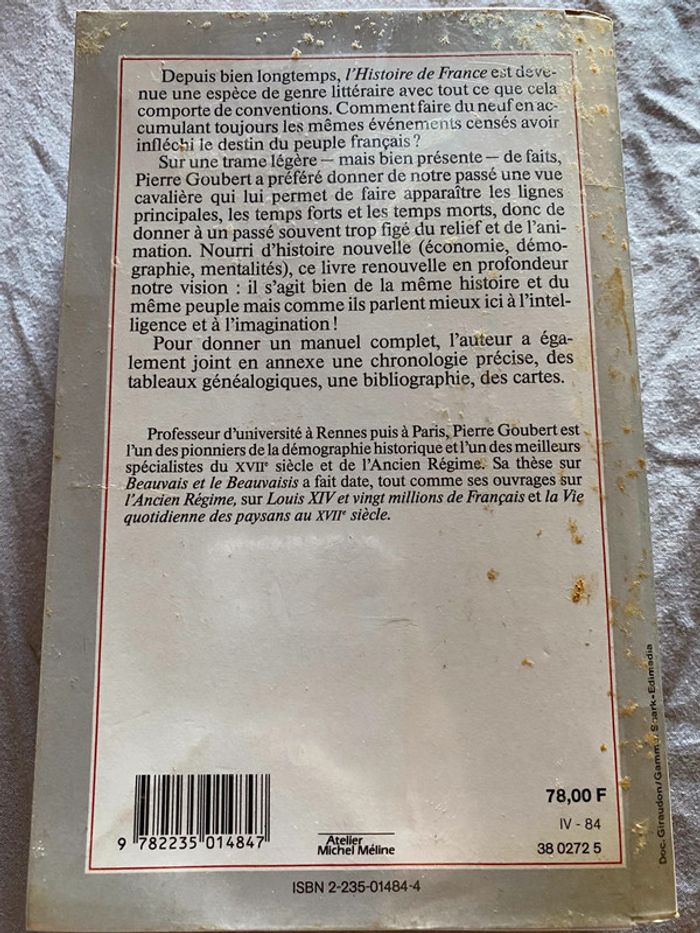 Depuis bien longtemps, l'Histoire de France est deve-
nue une espèce de genre littéraire avec tout ce que cela
comporte de conventions. Comment faire du neuf en ac-
cumulant toujours les mêmes événements censés avoir
infléchi le destin du peuple français ?
Sur une trame légère — mais bien présente — de faits,
Pierre Goubert a préféré donner de notre passé une vue
cavalière qui lui permet de faire apparaître les lignes
principales, les temps forts et les temps morts, donc de
donner à un passé souvent trop figé du relief et de l'ani-
mation. Nourri d'histoire nouvelle (économie, démo-
graphie, mentalités), ce livre renouvelle en profondeur
notre vision : il s'agit bien de la même histoire et du
même peuple mais comme ils parlent mieux ici à l'intel-
ligence et à l'imagination !
Pour donner un manuel complet, l'auteur a éga-
lement joint en annexe une chronologie précise, des
tableaux généalogiques, une bibliographie, des cartes.
Professeur d'université à Rennes puis à Paris, Pierre Goubert est
l'un des pionniers de la démographie historique et l'un des meilleurs
spécialistes du XVIIe siècle et de l'Ancien Régime. Sa thèse sur
Beauvais et le Beauvaisis a fait date, tout comme ses ouvrages sur
l'Ancien Régime, sur Louis XIV et vingt millions de Français et la Vie
quotidienne des paysans au XVIIe siècle.
9 782235 014847
Atelier
Michel Méline
78,00 F
IV - 84
38 0272 5
ISBN 2-235-01484-4
Doc. Giraudon/Gamma/Spark-Edimedia